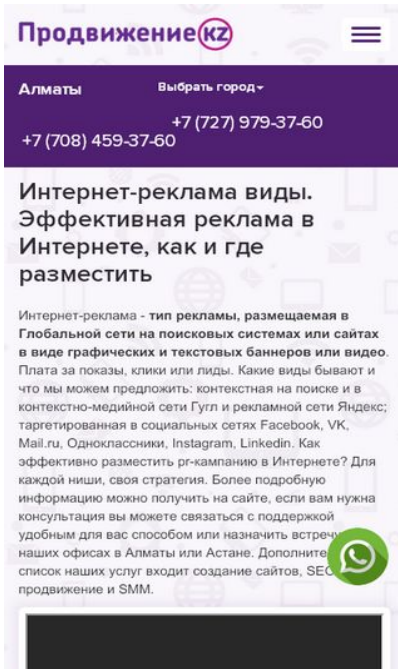 Продвижение KZ
Алматы
Выбрать город
+7 (727) 979-37-60
+7 (708) 459-37-60
Интернет-реклама виды.
Эффективная реклама в
Интернете, как и где
разместить
Интернет-реклама - тип рекламы, размещаемая в
Глобальной сети на поисковых системах или сайтах
в виде графических и текстовых баннеров или видео.
Плата за показы, клики или лиды. Какие виды бывают и
что мы можем предложить: контекстная на поиске и в
контекстно-медийной сети Гугл и рекламной сети Яндекс;
таргетированная в социальных сетях Facebook, VK,
Mail.ru, Одноклассники, Instagram, Linkedin. Как
эффективно разместить pr-кампанию в Интернете? Для
каждой ниши, своя стратегия. Более подробную
информацию можно получить на сайте, если вам нужна
консультация вы можете связаться с поддержкой
удобным для вас способом или назначить встречу
наших офисах в Алматы или Астане.
список наших услуг входит создание сайтов, SEO
продвижение и SMM.